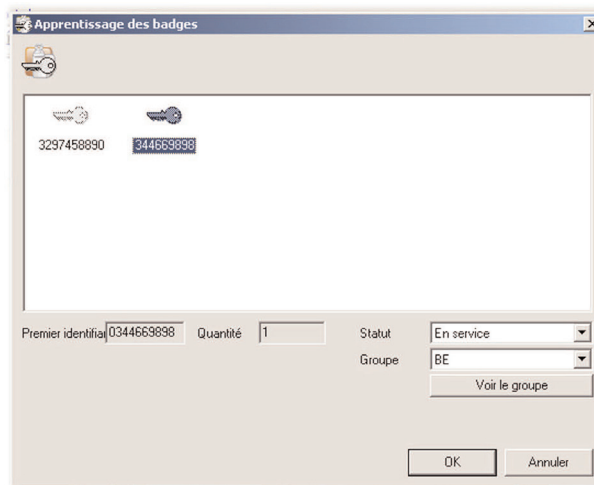 Apprentissage des badges
3297458890 344669898
Premier identifiar 0344669898 Quantité 1 Statut En service
Groupe BE
Voir le groupe
OK Annuler